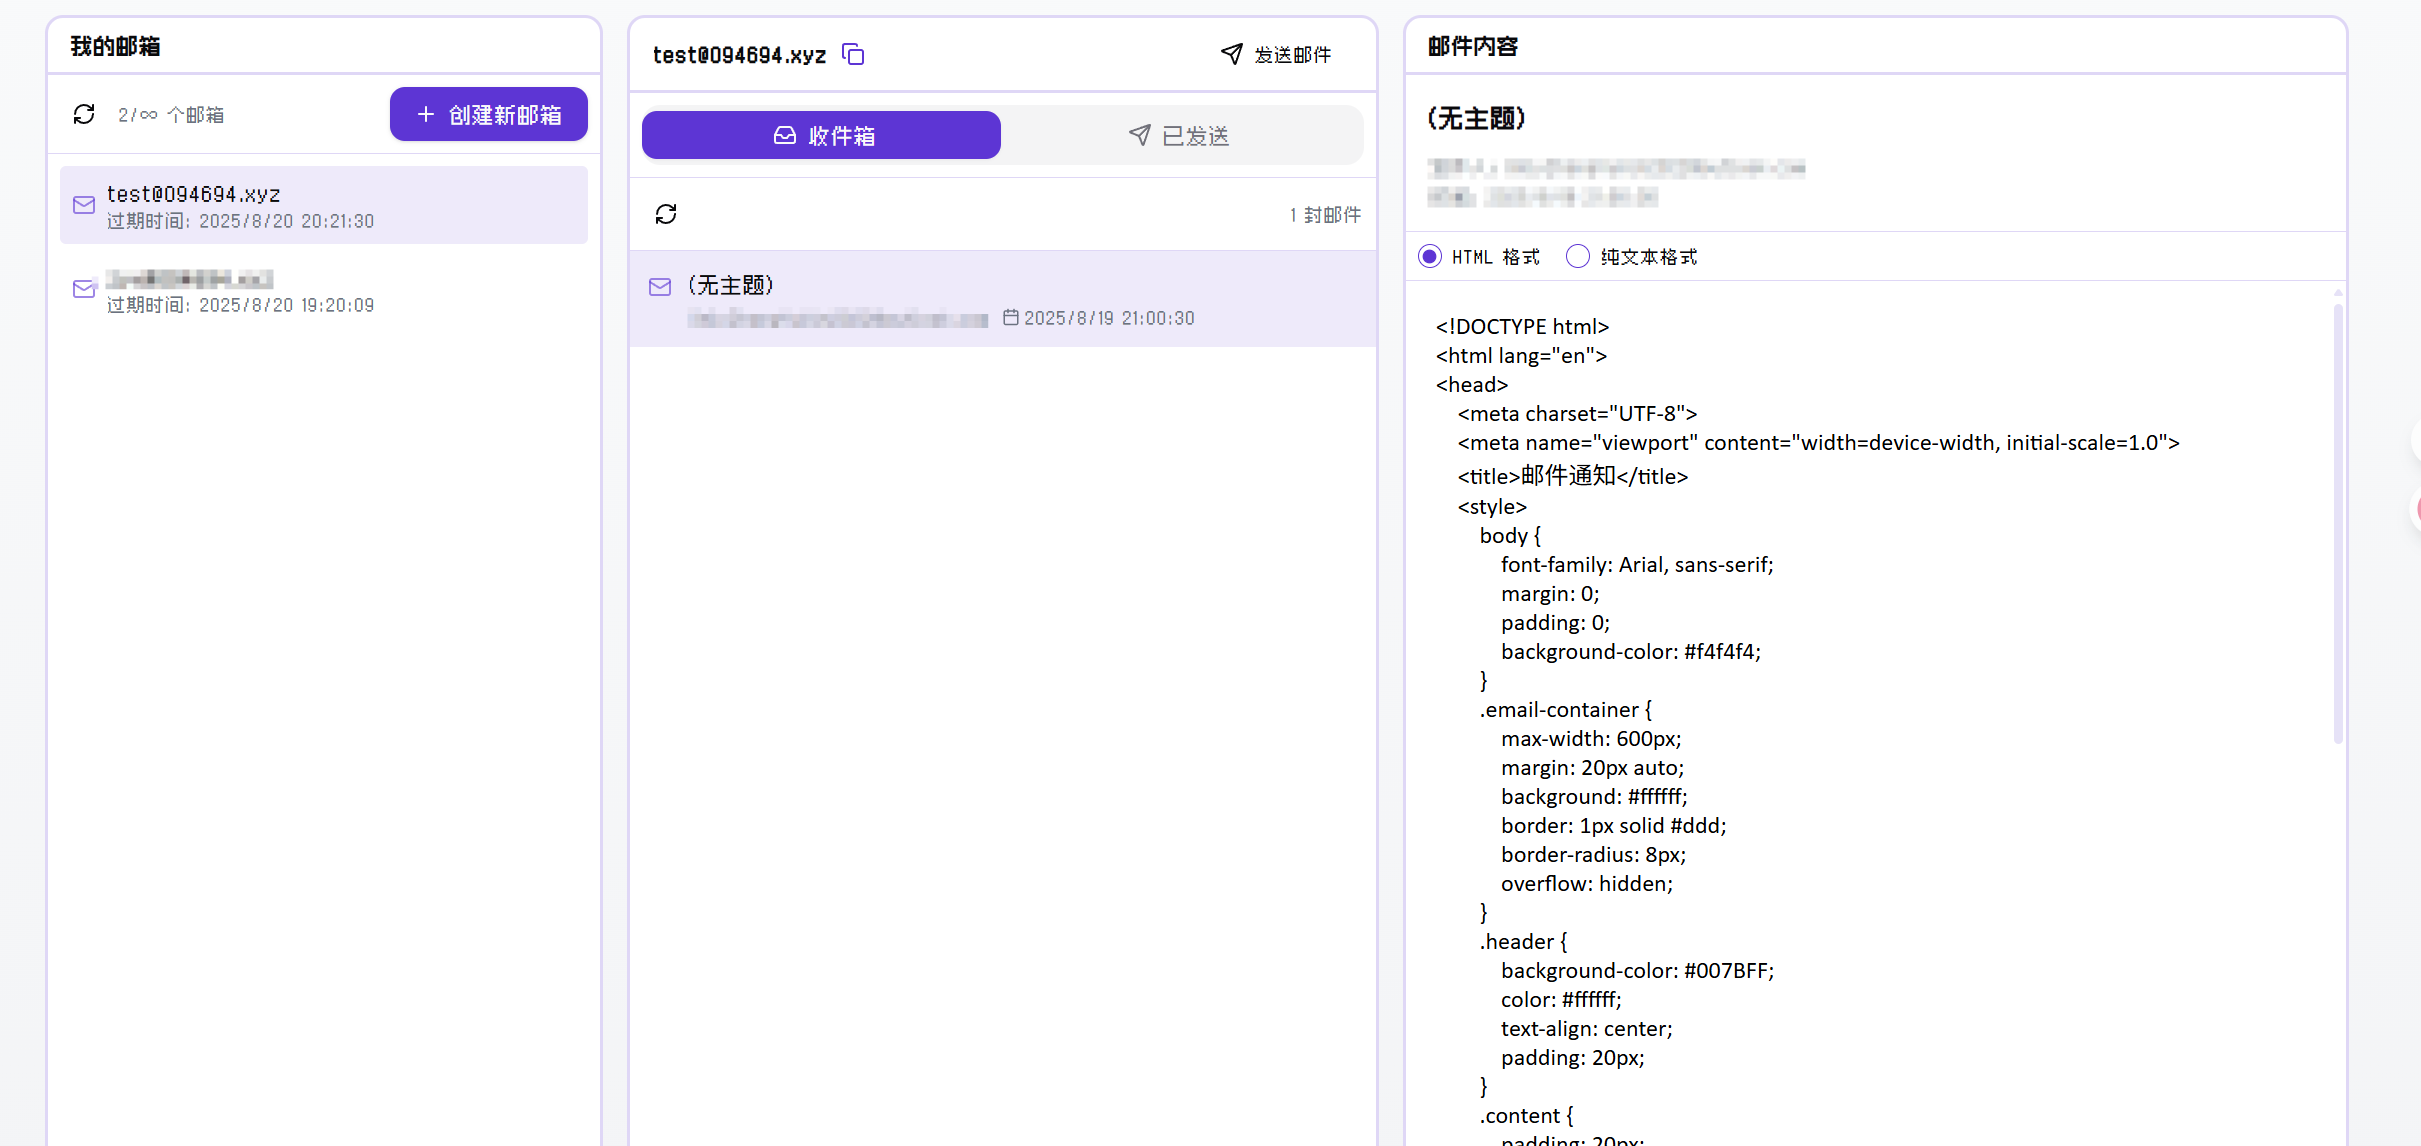 我的邮箱
2/∞ 个邮箱
+ 创建新邮箱
test@094694.xyz
过期时间: 2025/8/20 20:21:30
过期时间: 2025/8/20 19:20:09
test@094694.xyz
发送邮件
收件箱
已发送
1 封邮件
(无主题)
2025/8/19 21:00:30
邮件内容
(无主题)
HTML 格式
纯文本格式
<!DOCTYPE html>
<html lang="en">
<head>
<meta charset="UTF-8">
<meta name="viewport" content="width=device-width, initial-scale=1.0">
<title>邮件通知</title>
<style>
body {
font-family: Arial, sans-serif;
margin: 0;
padding: 0;
background-color: #f4f4f4;
}
.email-container {
max-width: 600px;
margin: 20px auto;
background: #ffffff;
border: 1px solid #ddd;
border-radius: 8px;
overflow: hidden;
}
.header {
background-color: #007BFF;
color: #ffffff;
text-align: center;
padding: 20px;
}
.content {
padding: 20px;